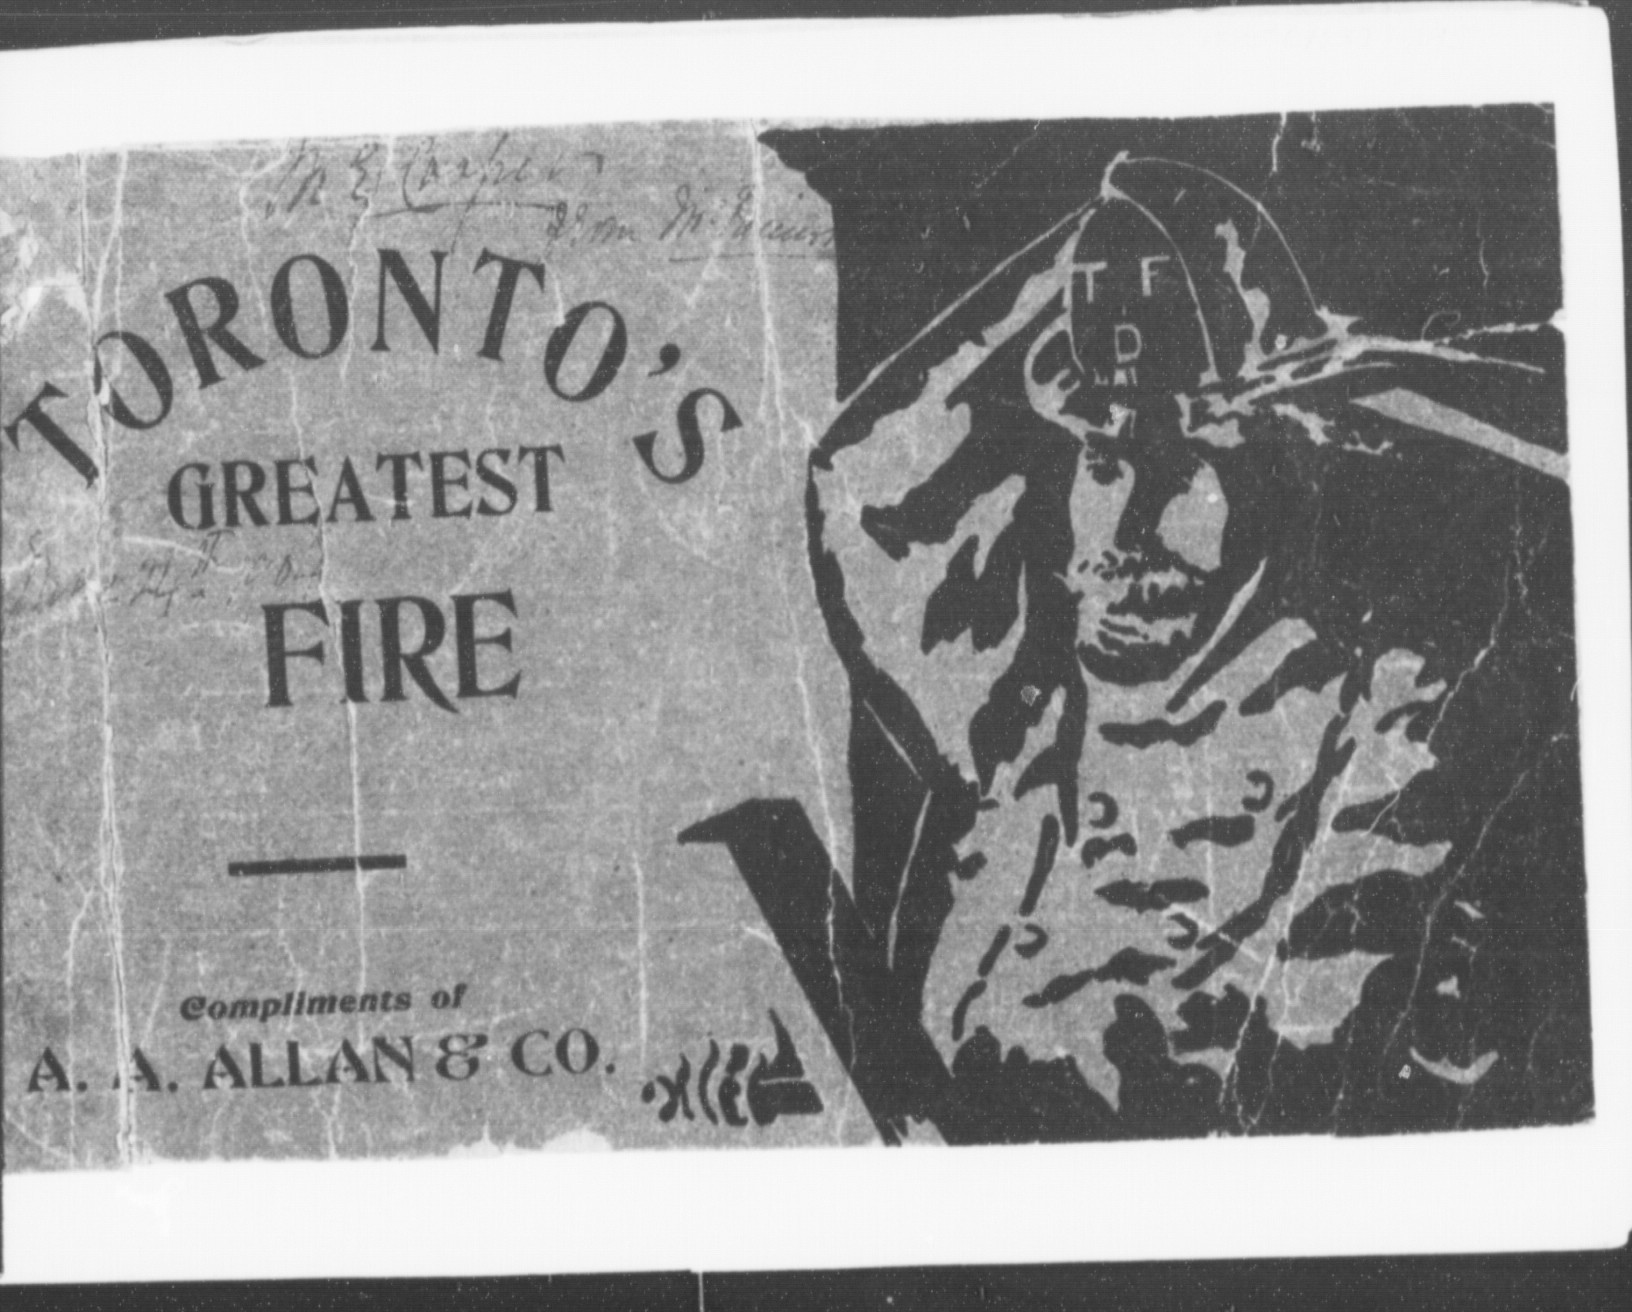 TORONTO'S
GREATEST
FIRE
Compliments of
A. A. ALLAN & CO.
T F
D